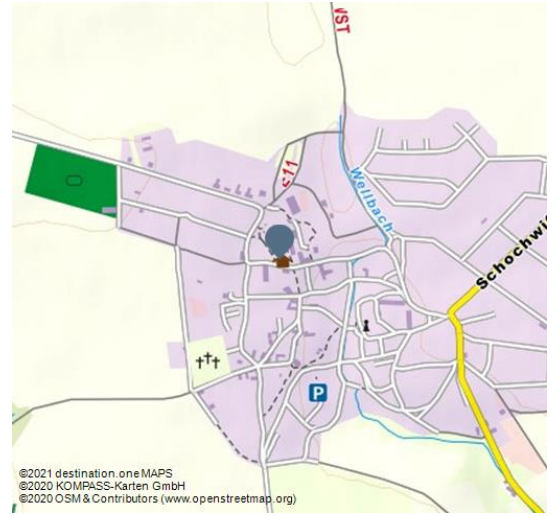 WST
S11
Wellbach
Schochwi
P
©2021 destination.one MAPS
©2020 KOMPASS-Karten GmbH
©2020 OSM & Contributors (www.openstreetmap.org)